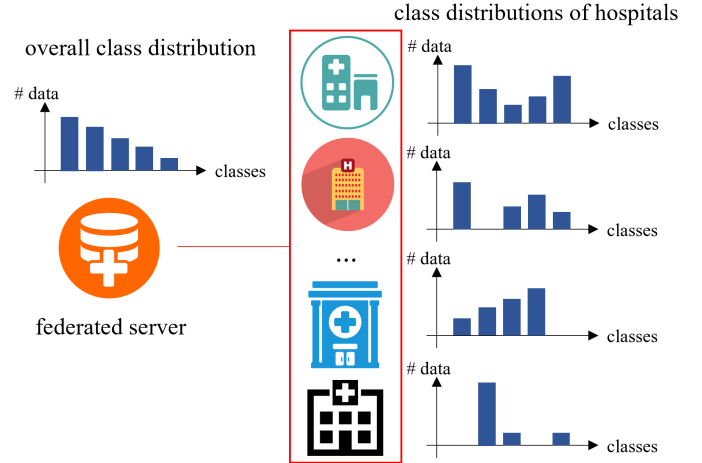 class distributions of hospitals
overall class distribution
# data
classes
federated server
H
...
# data
classes
# data
classes
# data
classes
# data
classes